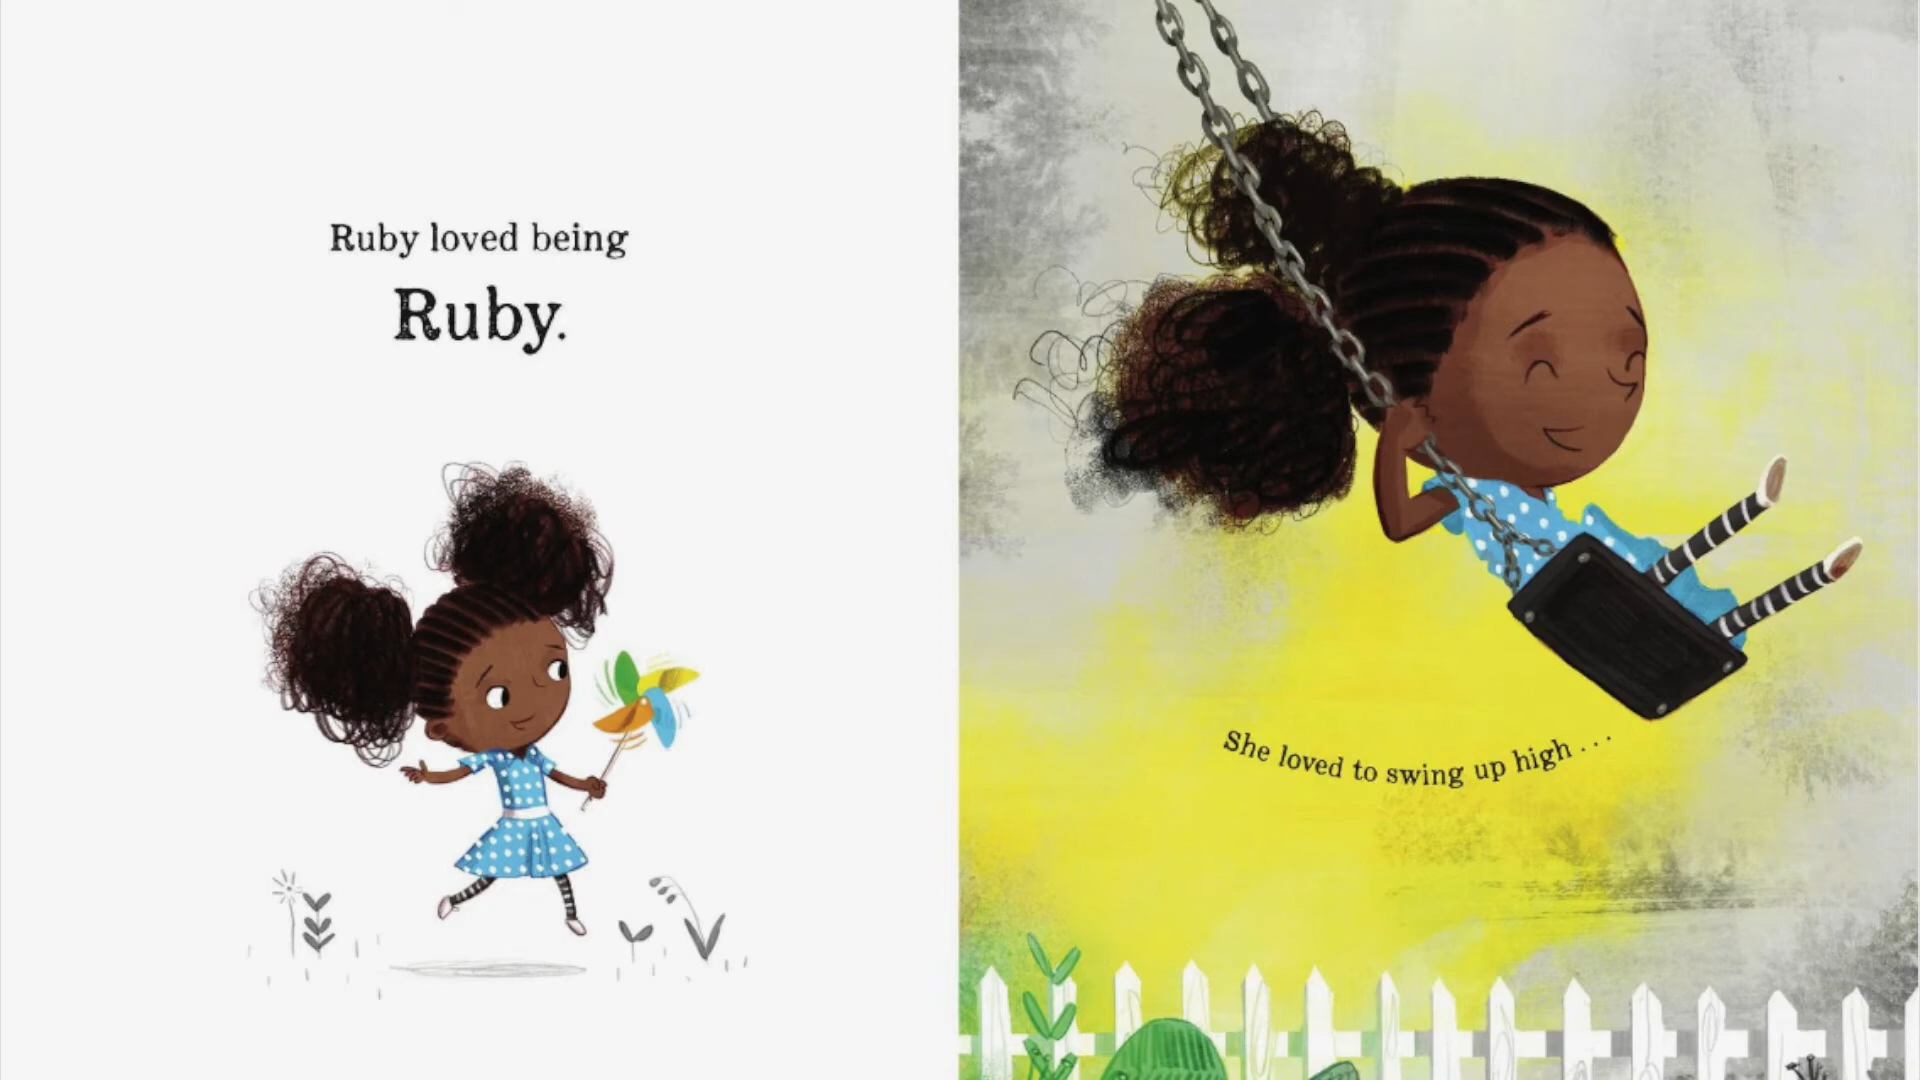 Ruby loved being
Ruby.
She loved to swing up high . . .